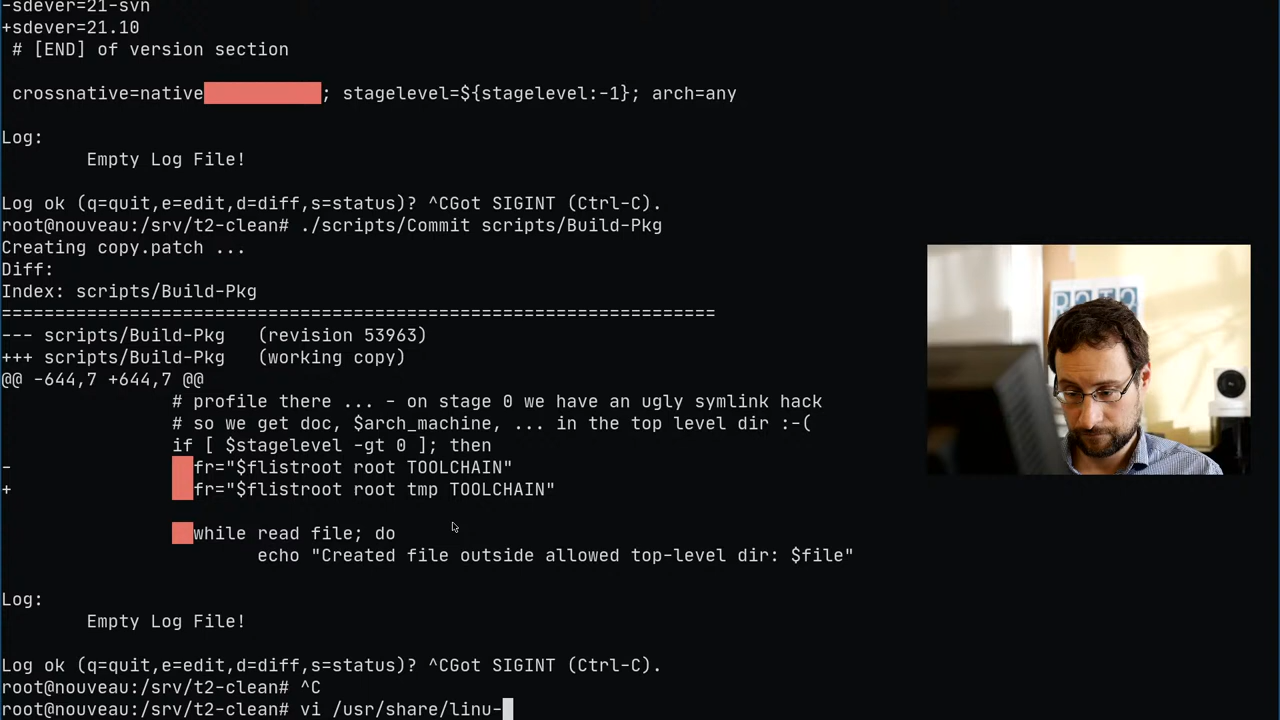 -sdever=21-svn
+sdever=21.10
# [END] of version section
crossnative=native ; stagelevel=${stagelevel:-1}; arch=any
Log:
Empty Log File!
Log ok (q=quit,e=edit,d=diff,s=status)? ^CGot SIGINT (Ctrl-C).
root@nouveau:/srv/t2-clean# ./scripts/Commit scripts/Build-Pkg
Creating copy.patch ...
Diff:
Index: scripts/Build-Pkg
===================================================================
--- scripts/Build-Pkg (revision 53963)
+++ scripts/Build-Pkg (working copy)
@@ -644,7 +644,7 @@
# profile there ... - on stage 0 we have an ugly symlink hack
# so we get doc, $arch_machine, ... in the top level dir :-(
if [ $stagelevel -gt 0 ]; then
- fr="$flistroot root TOOLCHAIN"
+ fr="$flistroot root tmp TOOLCHAIN"
while read file; do
echo "Created file outside allowed top-level dir: $file"
Log:
Empty Log File!
Log ok (q=quit,e=edit,d=diff,s=status)? ^CGot SIGINT (Ctrl-C).
root@nouveau:/srv/t2-clean# ^C
root@nouveau:/srv/t2-clean# vi /usr/share/linu-